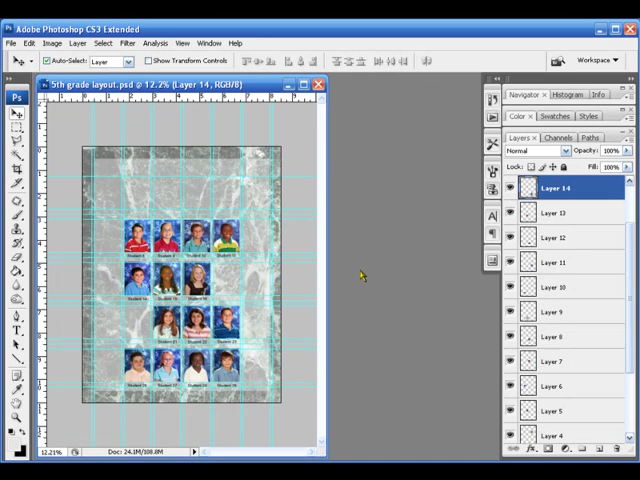 Adobe Photoshop CS3 Extended
File Edit Image Layer Select Filter Analysis View Window Help
Auto-Select: Layer Show Transform Controls Workspace
5th grade layout.psd @ 12.2% (Layer 14, RGB/8)
Navigator Histogram Info
Color Swatches Styles
Layers Channels Paths
Normal Opacity: 100%
Lock: Fill: 100%
Layer 14
Layer 13
Layer 12
Layer 11
Layer 10
Layer 9
Layer 8
Layer 7
Layer 6
Layer 5
Layer 4
12.21% Doc: 24.1M/108.8M